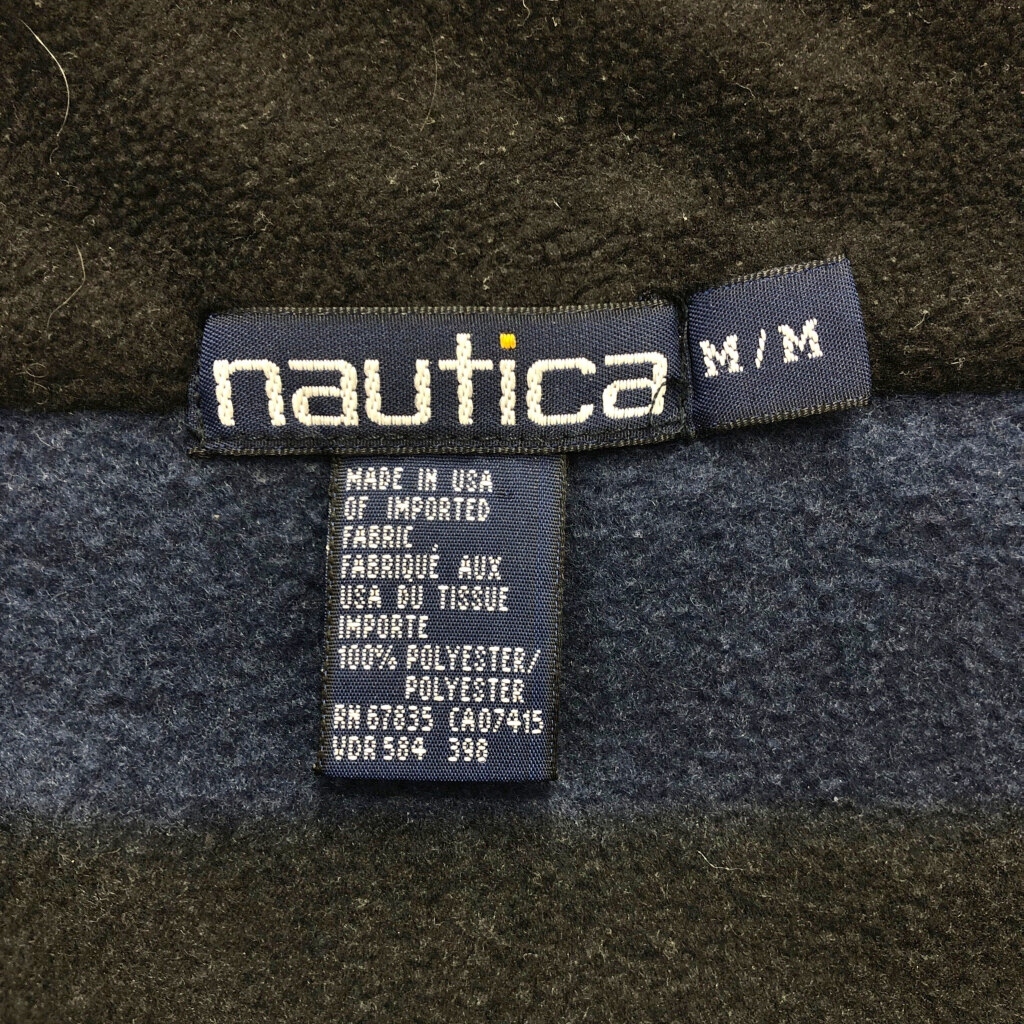 nautica
M/M
MADE IN USA
OF IMPORTED
FABRIC
FABRIQUÉ AUX
USA DU TISSUE
IMPORTE
100% POLYESTER/
POLYESTER
RN 67835 CA07415
VDR 584 398